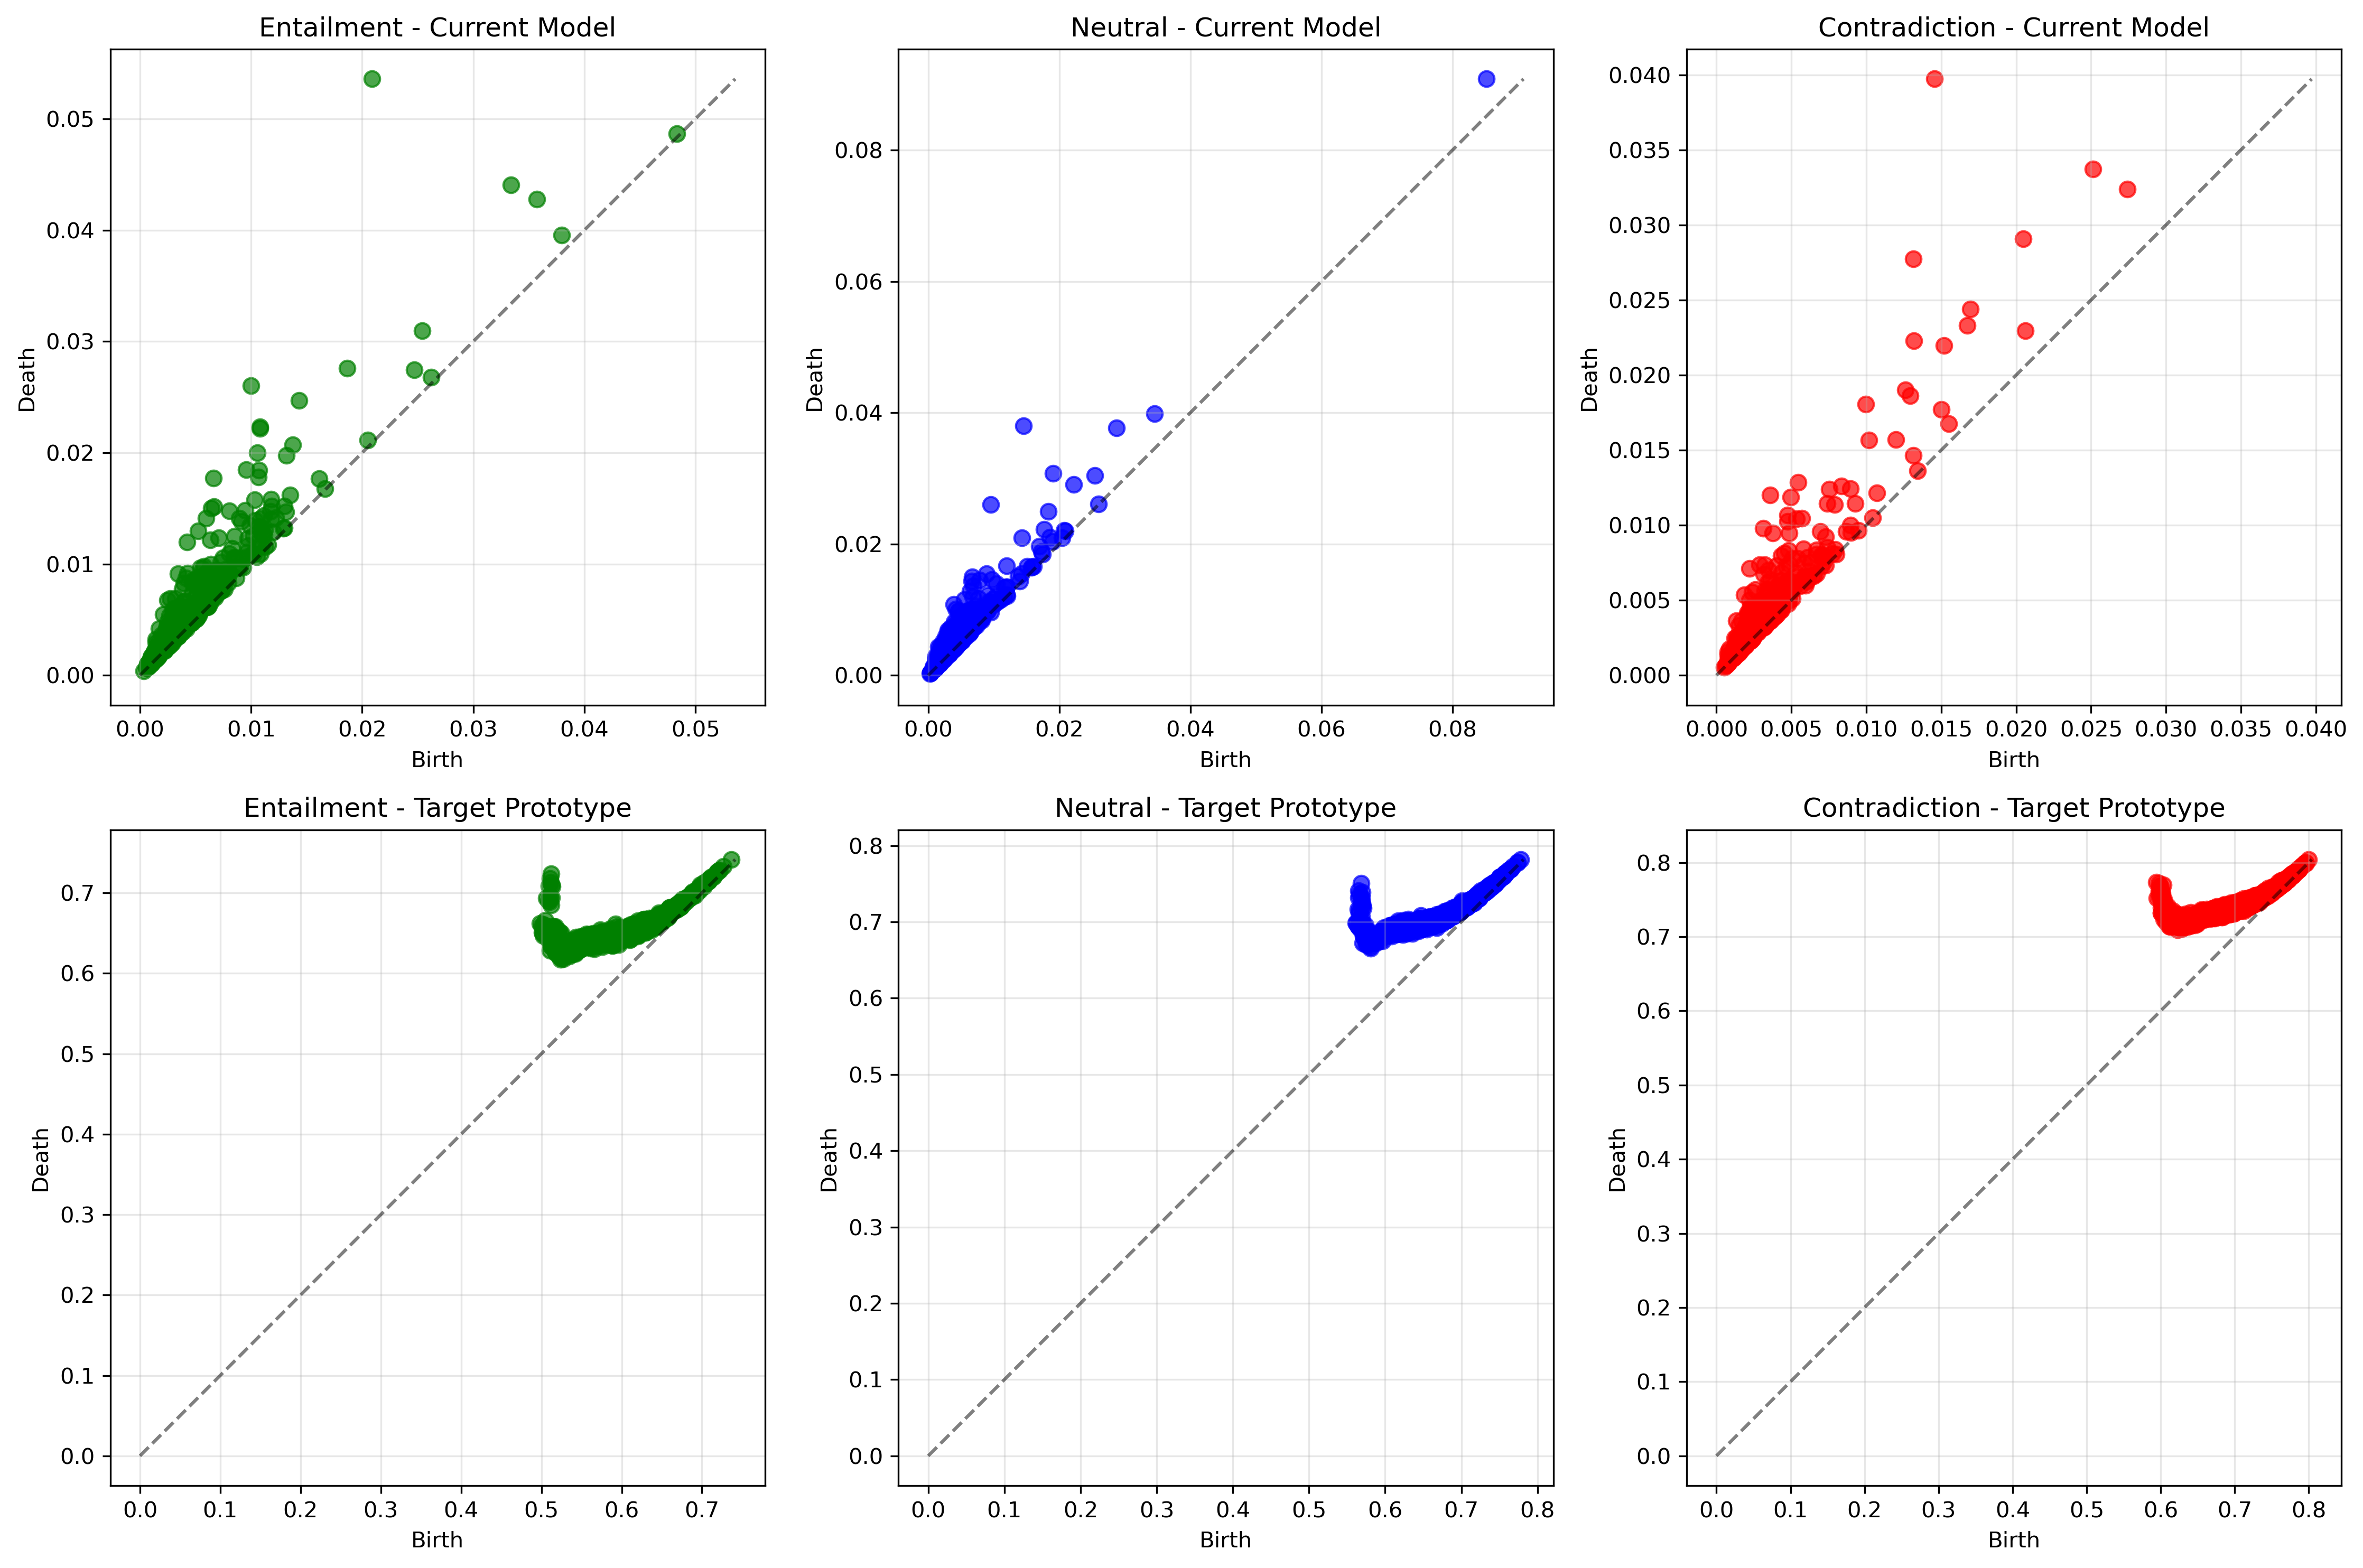 Entailment - Current Model
Death
0.05
0.04
0.03
0.02
0.01
0.00
0.00 0.01 0.02 0.03 0.04 0.05
Birth
Neutral - Current Model
Death
0.08
0.06
0.04
0.02
0.00
0.00 0.02 0.04 0.06 0.08
Birth
Contradiction - Current Model
Death
0.040
0.035
0.030
0.025
0.020
0.015
0.010
0.005
0.000
0.000 0.005 0.010 0.015 0.020 0.025 0.030 0.035 0.040
Birth
Entailment - Target Prototype
Death
0.7
0.6
0.5
0.4
0.3
0.2
0.1
0.0
0.0 0.1 0.2 0.3 0.4 0.5 0.6 0.7
Birth
Neutral - Target Prototype
Death
0.8
0.7
0.6
0.5
0.4
0.3
0.2
0.1
0.0
0.0 0.1 0.2 0.3 0.4 0.5 0.6 0.7 0.8
Birth
Contradiction - Target Prototype
Death
0.8
0.7
0.6
0.5
0.4
0.3
0.2
0.1
0.0
0.0 0.1 0.2 0.3 0.4 0.5 0.6 0.7 0.8
Birth